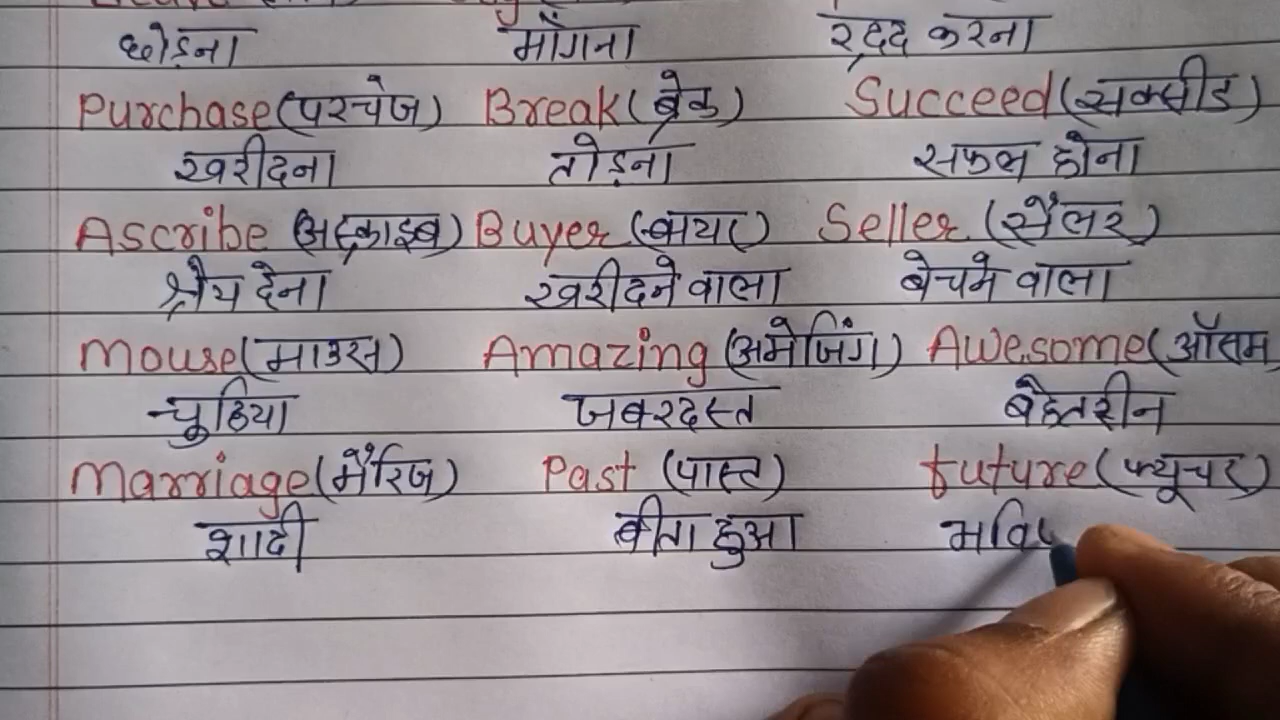 छोड़ना माँगना रद्द करना
Purchase (परचेज) Break (ब्रेक) Succeed (सक्सीड)
खरीदना तोड़ना सफल होना
Ascribe (अस्क्राइब) Buyer (बायर) Seller (सैलर)
श्रेय देना खरीदने वाला बेचने वाला
Mouse (माउस) Amazing (अमेजिंग) Awesome (ऑसम
चुहिया जबरदस्त बेहतरीन
Marriage (मैरिज) Past (पास्ट) future (फ्यूचर)
शादी बीता हुआ भवि